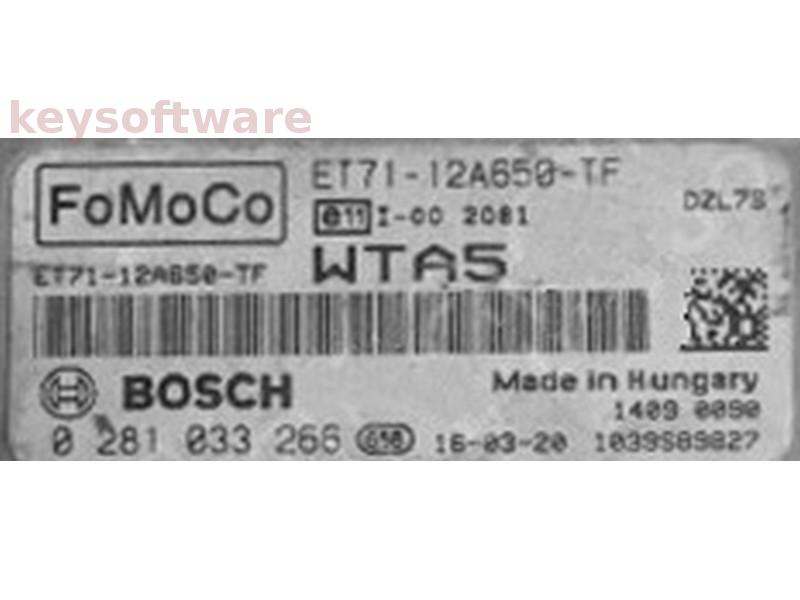 keysoftware
FoMoCo
ET71-12A650-TF
e11 I-00 2081
DZL7S
WTA5
ET71-12A650-TF
BOSCH
Made in Hungary
1409 0090
0 281 033 266 16-03-20 1039S89827